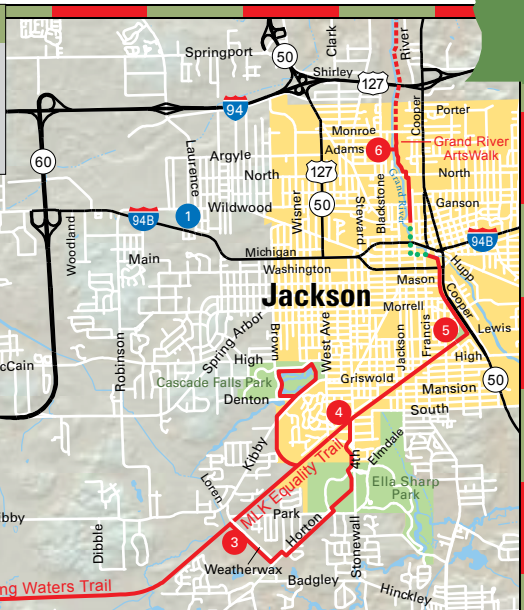 Springport
50
Clark
River
Shirley
127
94
Cooper
Porter
Monroe
Adams
6
Grand River
ArtsWalk
60
Laurence
Argyle
North
127
North
Grand River
Blackstone
Steward
Wisner
50
Ganson
Wildwood
1
94B
94B
Woodland
Main
Michigan
Washington
Hupp
Mason
Jackson
Cooper
Morrell
5
Lewis
Spring Arbor
Brown
West Ave
Jackson
Francis
High
High
Robinson
cCain
Cascade Falls Park
Griswold
50
Denton
Mansion
South
4
Kibby
4th
Elmdale
MLK Equality Trail
Loren
Ella Sharp
Park
Park
Horton
ibby
Dibble
3
Stonewall
Weatherwax
Badgley
ng Waters Trail
Hinckley